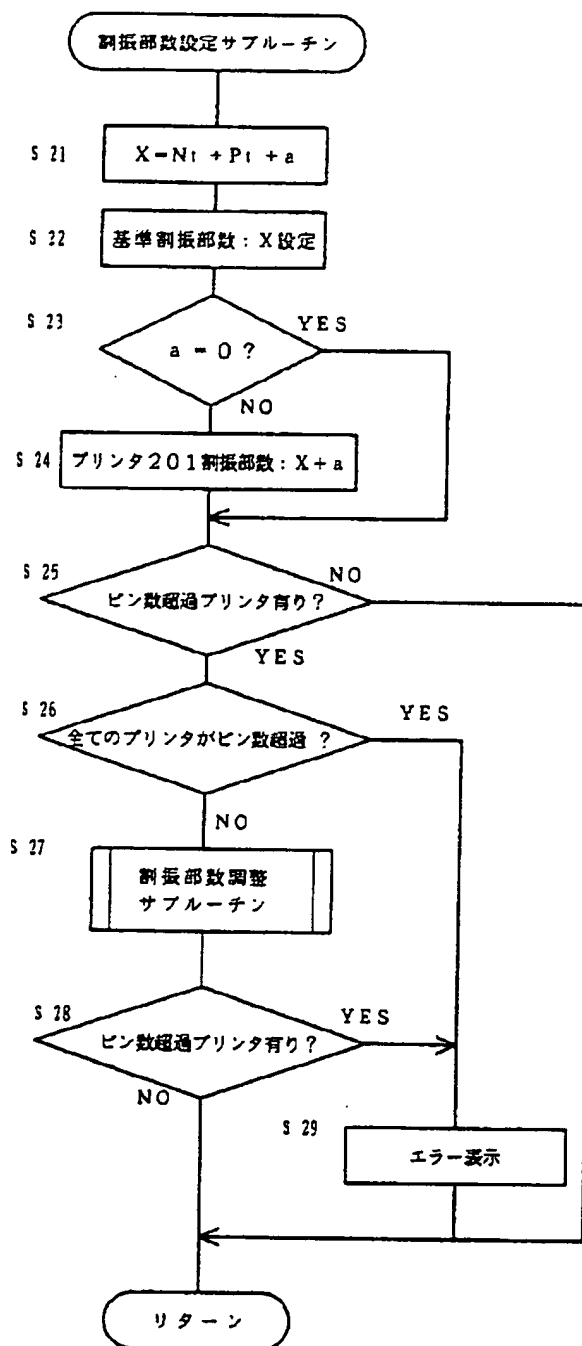 割振部数設定サブルーチン
S 21
X=Nt+Pt+a
S 22
基準割振部数:X設定
S 23
a=0?
YES
NO
S 24
プリンタ201割振部数:X+a
S 25
ビン数超過プリンタ有り?
NO
YES
S 26
全てのプリンタがビン数超過 ?
YES
NO
S 27
割振部数調整
サブルーチン
S 28
ビン数超過プリンタ有り?
YES
NO
S 29
エラー表示
リターン